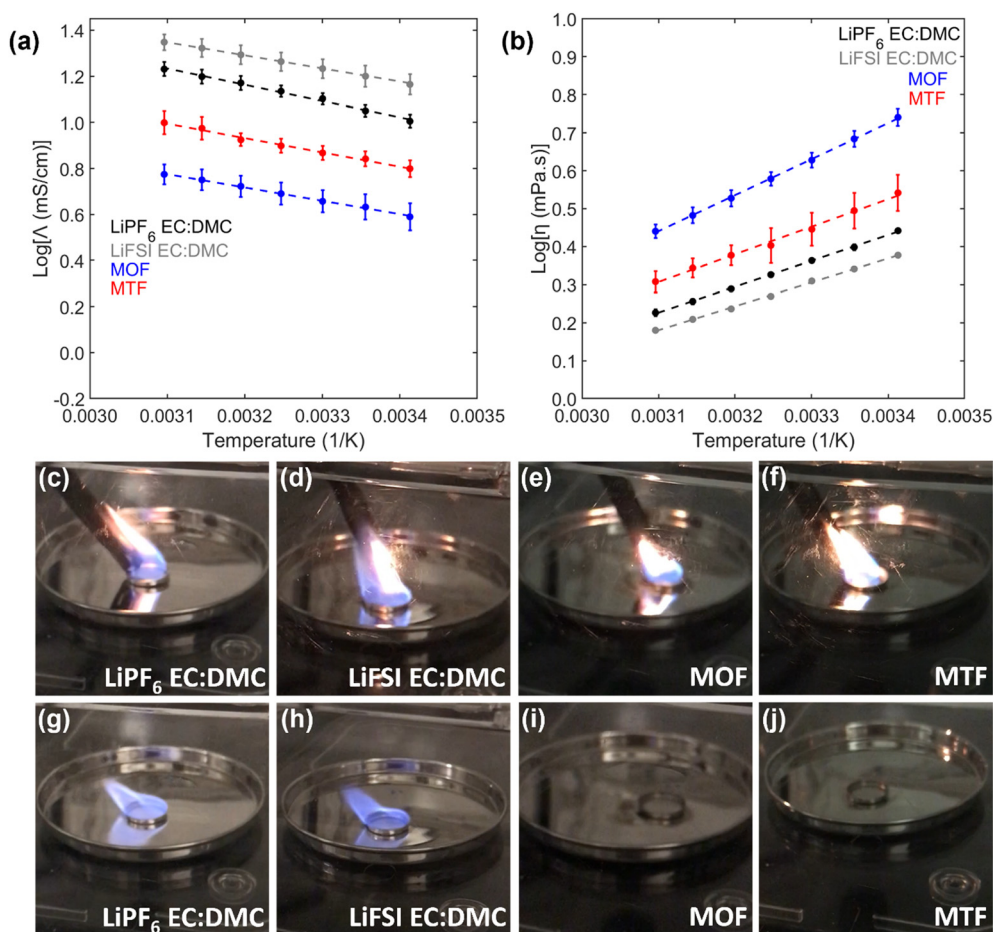 (a)
1.4
1.2
1.0
0.8
0.6
0.4
0.2
0.0
-0.2
Log[Λ (mS/cm)]
LiPF6 EC:DMC
LiFSI EC:DMC
MOF
MTF
0.0030 0.0031 0.0032 0.0033 0.0034 0.0035
Temperature (1/K)
(b)
1.0
0.9
0.8
0.7
0.6
0.5
0.4
0.3
0.2
0.1
0.0
Log[η (mPa.s)]
LiPF6 EC:DMC
LiFSI EC:DMC
MOF
MTF
0.0030 0.0031 0.0032 0.0033 0.0034 0.0035
Temperature (1/K)
(c)
LiPF6 EC:DMC
(d)
LiFSI EC:DMC
(e)
MOF
(f)
MTF
(g)
LiPF6 EC:DMC
(h)
LiFSI EC:DMC
(i)
MOF
(j)
MTF